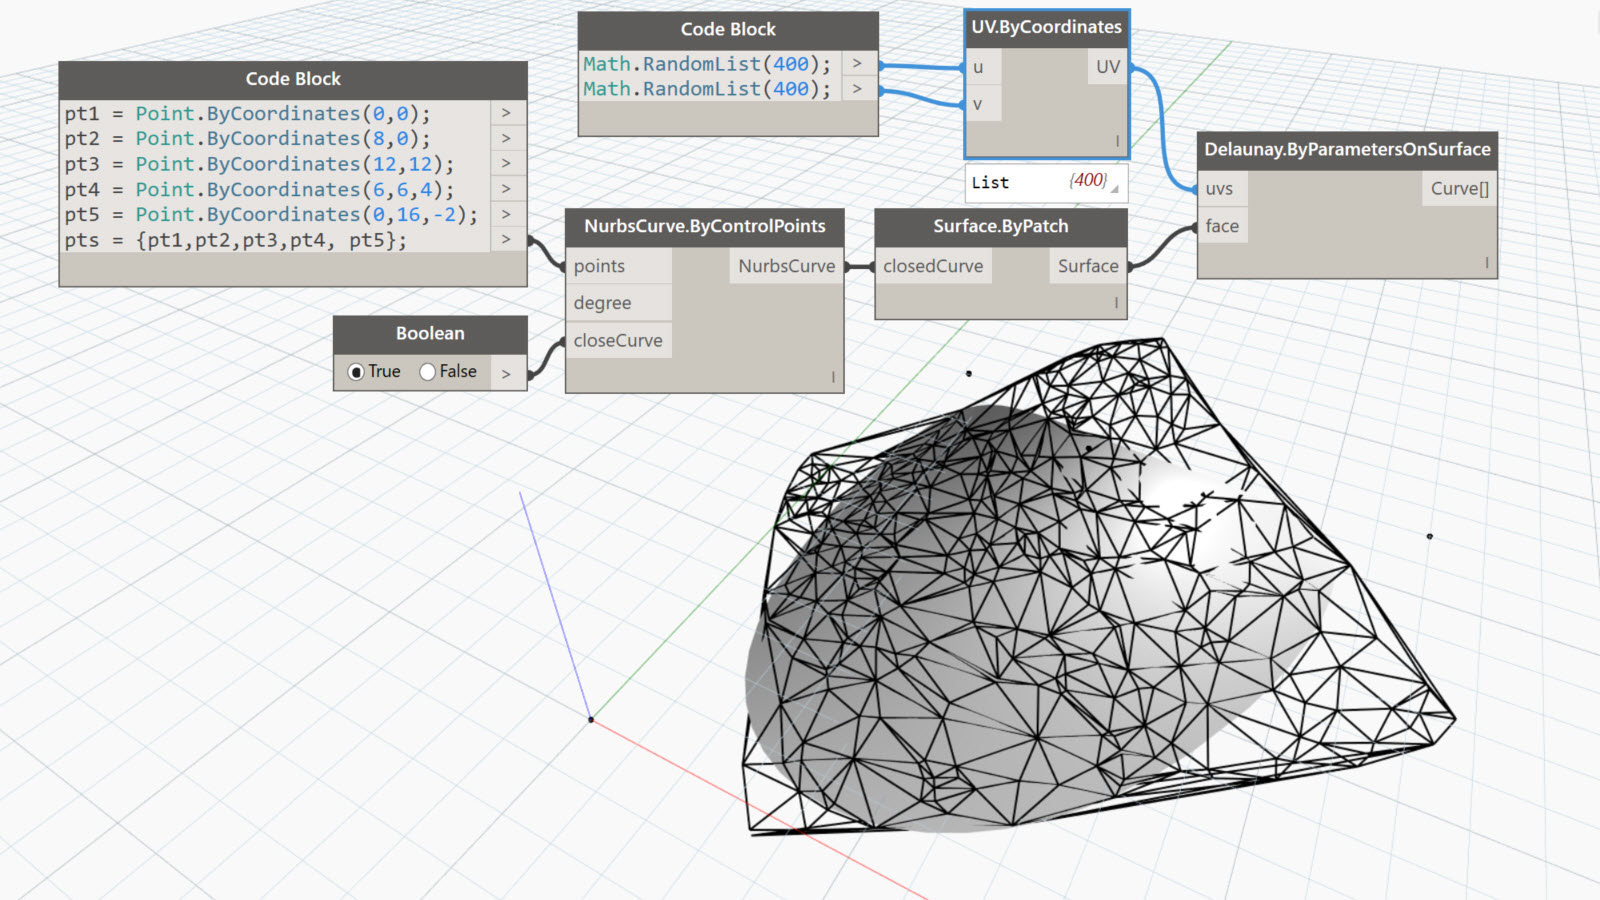 Code Block
pt1 = Point.ByCoordinates(0,0); >
pt2 = Point.ByCoordinates(8,0); >
pt3 = Point.ByCoordinates(12,12); >
pt4 = Point.ByCoordinates(6,6,4); >
pt5 = Point.ByCoordinates(0,16,-2); >
pts = {pt1,pt2,pt3,pt4, pt5}; >
Code Block
Math.RandomList(400); >
Math.RandomList(400); >
UV.ByCoordinates
u UV
v
l
List {400}
Delaunay.ByParametersOnSurface
uvs Curve[]
face
l
NurbsCurve.ByControlPoints
points NurbsCurve
degree
closeCurve
l
Surface.ByPatch
closedCurve Surface
l
Boolean
True False >